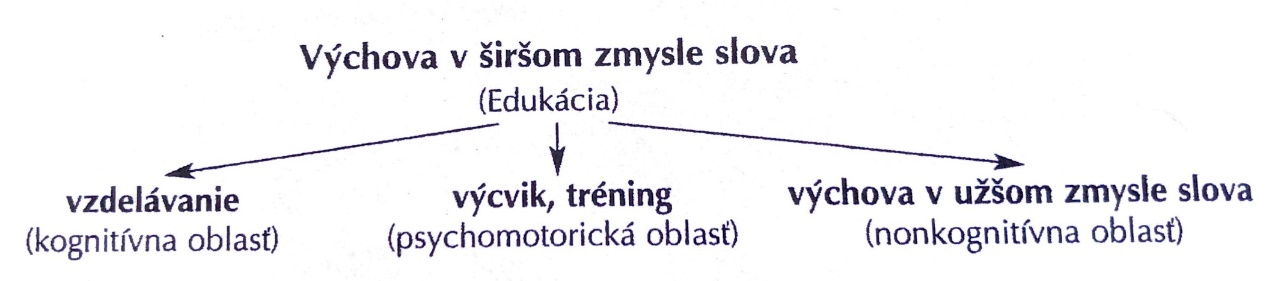 Výchova v širšom zmysle slova
(Edukácia)
vzdelávanie
(kognitívna oblasť)
výcvik, tréning
(psychomotorická oblasť)
výchova v užšom zmysle slova
(nonkognitívna oblasť)